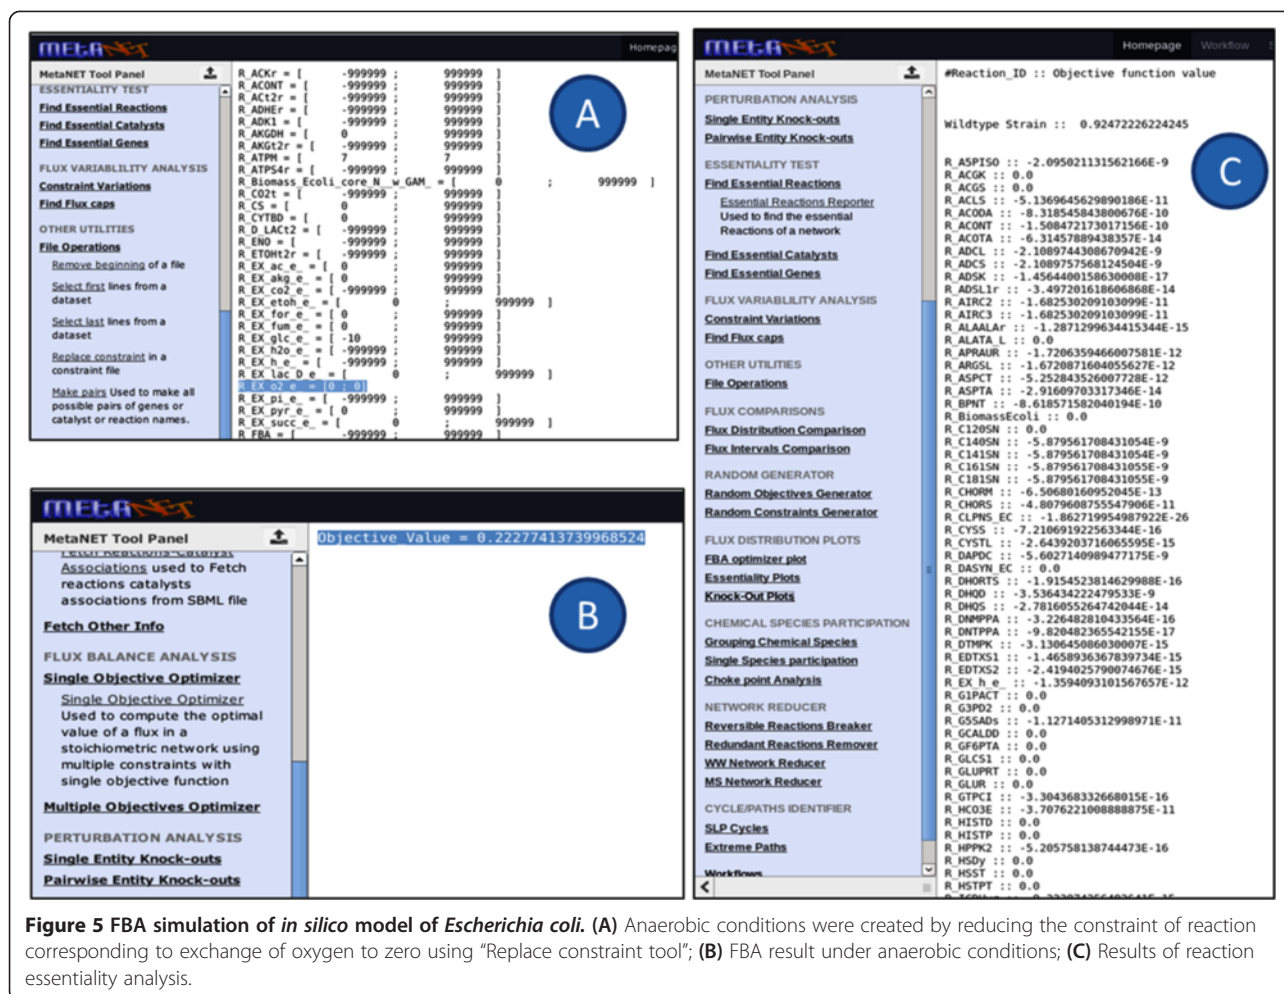 METANET
Homepag
MetaNET Tool Panel
ESSENTIALITY TEST
Find Essential Reactions
Find Essential Catalysts
Find Essential Genes
FLUX VARIABLILITY ANALYSIS
Constraint Variations
Find Flux caps
OTHER UTILITIES
File Operations
Remove beginning of a file
Select first lines from a
dataset
Select last lines from a
dataset
Replace constraint in a
constraint file
Make pairs Used to make all
possible pairs of genes or
catalyst or reaction names.
R_ACKr = [ -999999 ; 999999 ]
R_ACONT = [ -999999 ; 999999 ]
R_ACt2r = [ -999999 ; 999999 ]
R_ADHEr = [ -999999 ; 999999 ]
R_ADK1 = [ -999999 ; 999999 ]
R_AKGDH = [ 0 ; 999999 ]
R_AKGt2r = [ -999999 ; 999999 ]
R_ATPM = [ 7 ; 7 ]
R_ATPS4r = [ -999999 ; 999999 ]
R_Biomass_Ecoli_core_N__w_GAM_ = [ 0 ; 999999 ]
R_CO2t = [ -999999 ; 999999 ]
R_CS = [ 0 ; 999999 ]
R_CYTBD = [ 0 ; 999999 ]
R_D_LACt2 = [ -999999 ; 999999 ]
R_ENO = [ -999999 ; 999999 ]
R_ETOHt2r = [ -999999 ; 999999 ]
R_EX_ac_e_ = [ 0 ; 999999 ]
R_EX_akg_e_ = [ 0 ; 999999 ]
R_EX_co2_e_ = [ -999999 ; 999999 ]
R_EX_etoh_e_ = [ 0 ; 999999 ]
R_EX_for_e_ = [ 0 ; 999999 ]
R_EX_fum_e_ = [ 0 ; 999999 ]
R_EX_glc_e_ = [ -10 ; 999999 ]
R_EX_h2o_e_ = [ -999999 ; 999999 ]
R_EX_h_e_ = [ -999999 ; 999999 ]
R_EX_lac_D_e_ = [ 0 ; 999999 ]
R_EX_o2_e_ = [0 ; 0]
R_EX_pi_e_ = [ -999999 ; 999999 ]
R_EX_pyr_e_ = [ 0 ; 999999 ]
R_EX_succ_e_ = [ 0 ; 999999 ]
R_FBA = [ -999999 ; 999999 ]
A
METANET
MetaNET Tool Panel
Fetch Reactions-Catalyst
Associations used to Fetch
reactions catalysts
associations from SBML file
Fetch Other Info
FLUX BALANCE ANALYSIS
Single Objective Optimizer
Single Objective Optimizer
Used to compute the optimal
value of a flux in a
stoichiometric network using
multiple constraints with
single objective function
Multiple Objectives Optimizer
PERTURBATION ANALYSIS
Single Entity Knock-outs
Pairwise Entity Knock-outs
Objective Value = 0.22277413739968524
B
METANET
Homepage Workflow
MetaNET Tool Panel
PERTURBATION ANALYSIS
Single Entity Knock-outs
Pairwise Entity Knock-outs
ESSENTIALITY TEST
Find Essential Reactions
Essential Reactions Reporter
Used to find the essential
Reactions of a network
Find Essential Catalysts
Find Essential Genes
FLUX VARIABLILITY ANALYSIS
Constraint Variations
Find Flux caps
OTHER UTILITIES
File Operations
FLUX COMPARISONS
Flux Distribution Comparison
Flux Intervals Comparison
RANDOM GENERATOR
Random Objectives Generator
Random Constraints Generator
FLUX DISTRIBUTION PLOTS
FBA optimizer plot
Essentiality Plots
Knock-Out Plots
CHEMICAL SPECIES PARTICIPATION
Grouping Chemical Species
Single Species participation
Choke point Analysis
NETWORK REDUCER
Reversible Reactions Breaker
Redundant Reactions Remover
WW Network Reducer
MS Network Reducer
CYCLE/PATHS IDENTIFIER
SLP Cycles
Extreme Paths
Workflows
#Reaction_ID :: Objective function value
Wildtype Strain :: 0.92472226224245
R_A5PISO :: -2.0950211315621​66E-9
R_ACGK :: 0.0
R_ACGS :: 0.0
R_ACLS :: -5.1369645629890186E-11
R_ACODA :: -8.318545843800676E-10
R_ACONT :: -1.508472173017156E-10
R_ACOTA :: -6.31457889438357E-14
R_ADCL :: -2.1089744308670942E-9
R_ADCS :: -2.1089757568124504E-9
R_ADSK :: -1.4564400158630008E-17
R_ADSL1r :: -3.497201618606868E-14
R_AIRC2 :: -1.6825302091030​99E-11
R_AIRC3 :: -1.682530209103099E-11
R_ALAALAr :: -1.2871299634415344E-15
R_ALATA_L :: 0.0
R_APRAUR :: -1.7206359466007581E-12
R_ARGSL :: -1.6720871604055627E-12
R_ASPCT :: -5.252843526007728E-12
R_ASPTA :: -2.91609703317346E-14
R_BPNT :: -8.618571582040194E-10
R_BiomassEcoli :: 0.0
R_C120SN :: 0.0
R_C140SN :: -5.879561708431054E-9
R_C141SN :: -5.879561708431054E-9
R_C161SN :: -5.879561708431055E-9
R_C181SN :: -5.879561708431055E-9
R_CHORM :: -6.50680160952045E-13
R_CHORS :: -4.8079608755547906E-11
R_CLPNS_EC :: -1.862719954987922E-26
R_CYSS :: -7.210691922563344E-16
R_CYSTL :: -2.6439203716065595E-15
R_DAPDC :: -5.6027140989477175E-9
R_DASYN_EC :: 0.0
R_DHORTS :: -1.9154523814629988E-16
R_DHQD :: -3.536434222479533E-9
R_DHQS :: -2.7816055264742044E-14
R_DNMPPA :: -3.226482810433564E-16
R_DNTPPA :: -9.820482365542155E-17
R_DTMPK :: -3.130645086030007E-15
R_EDTXS1 :: -1.4658936367839734E-15
R_EDTXS2 :: -2.4194025790074676E-15
R_EX_h_e_ :: -1.3594093101567657E-12
R_G1PACT :: 0.0
R_G3PD2 :: 0.0
R_G5SADs :: -1.1271405312998971E-11
R_GCALDD :: 0.0
R_GF6PTA :: 0.0
R_GLCS1 :: 0.0
R_GLUPRT :: 0.0
R_GLUR :: 0.0
R_GTPCI :: -3.304368332668015E-16
R_HCO3E :: -3.7076221008888875E-11
R_HISTD :: 0.0
R_HISTP :: 0.0
R_HPPK2 :: -5.205758138744473E-16
R_HSDy :: 0.0
R_HSST :: 0.0
R_HSTPT :: 0.0
C
Figure 5 FBA simulation of in silico model of Escherichia coli. (A) Anaerobic conditions were created by reducing the constraint of reaction
corresponding to exchange of oxygen to zero using “Replace constraint tool”; (B) FBA result under anaerobic conditions; (C) Results of reaction
essentiality analysis.